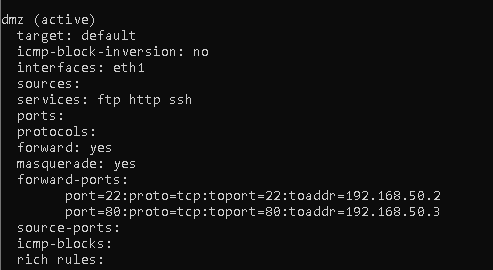 dmz (active)
target: default
icmp-block-inversion: no
interfaces: eth1
sources:
services: ftp http ssh
ports:
protocols:
forward: yes
masquerade: yes
forward-ports:
port=22:proto=tcp:toport=22:toaddr=192.168.50.2
port=80:proto=tcp:toport=80:toaddr=192.168.50.3
source-ports:
icmp-blocks:
rich rules: